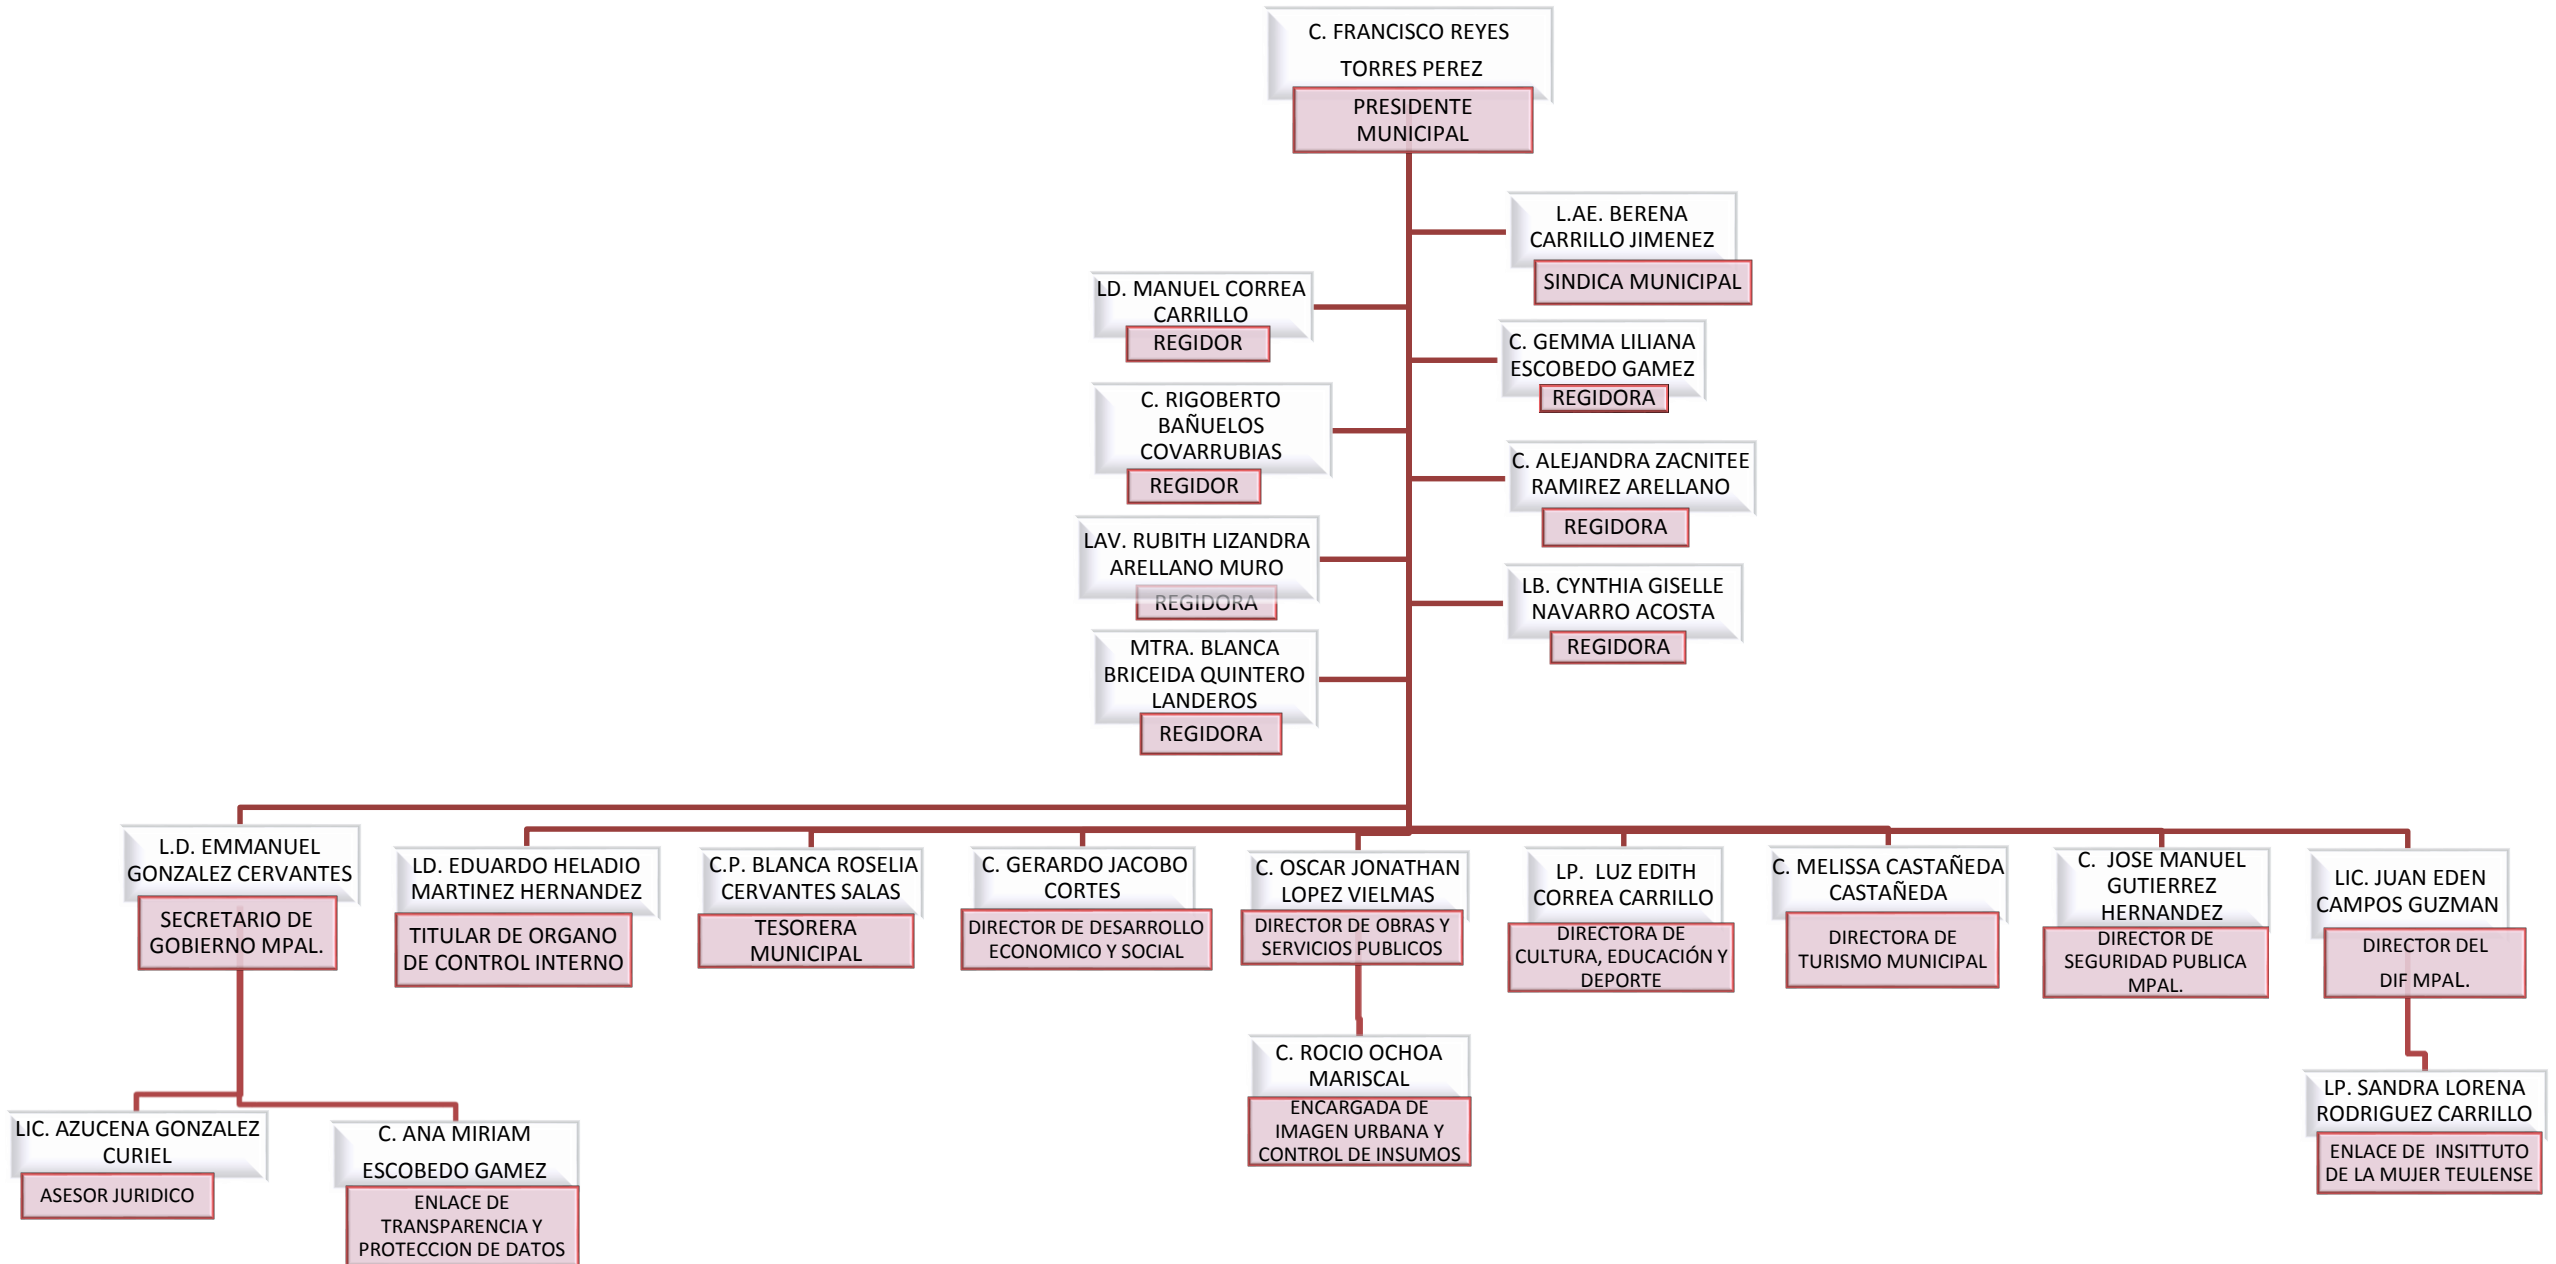 C. FRANCISCO REYES
TORRES PEREZ
PRESIDENTE
MUNICIPAL
L.AE. BERENA
CARRILLO JIMENEZ
SINDICA MUNICIPAL
LD. MANUEL CORREA
CARRILLO
REGIDOR
C. GEMMA LILIANA
ESCOBEDO GAMEZ
REGIDORA
C. RIGOBERTO
BAÑUELOS
COVARRUBIAS
REGIDOR
C. ALEJANDRA ZACNITEE
RAMIREZ ARELLANO
REGIDORA
LAV. RUBITH LIZANDRA
ARELLANO MURO
REGIDORA
LB. CYNTHIA GISELLE
NAVARRO ACOSTA
REGIDORA
MTRA. BLANCA
BRICEIDA QUINTERO
LANDEROS
REGIDORA
L.D. EMMANUEL
GONZALEZ CERVANTES
SECRETARIO DE
GOBIERNO MPAL.
LD. EDUARDO HELADIO
MARTINEZ HERNANDEZ
TITULAR DE ORGANO
DE CONTROL INTERNO
C.P. BLANCA ROSELIA
CERVANTES SALAS
TESORERA
MUNICIPAL
C. GERARDO JACOBO
CORTES
DIRECTOR DE DESARROLLO
ECONOMICO Y SOCIAL
C. OSCAR JONATHAN
LOPEZ VIELMAS
DIRECTOR DE OBRAS Y
SERVICIOS PUBLICOS
LP. LUZ EDITH
CORREA CARRILLO
DIRECTORA DE
CULTURA, EDUCACIÓN Y
DEPORTE
C. MELISSA CASTAÑEDA
CASTAÑEDA
DIRECTORA DE
TURISMO MUNICIPAL
C. JOSE MANUEL
GUTIERREZ
HERNANDEZ
DIRECTOR DE
SEGURIDAD PUBLICA
MPAL.
LIC. JUAN EDEN
CAMPOS GUZMAN
DIRECTOR DEL
DIF MPAL.
LIC. AZUCENA GONZALEZ
CURIEL
ASESOR JURIDICO
C. ANA MIRIAM
ESCOBEDO GAMEZ
ENLACE DE
TRANSPARENCIA Y
PROTECCION DE DATOS
C. ROCIO OCHOA
MARISCAL
ENCARGADA DE
IMAGEN URBANA Y
CONTROL DE INSUMOS
LP. SANDRA LORENA
RODRIGUEZ CARRILLO
ENLACE DE INSITTUTO
DE LA MUJER TEULENSE